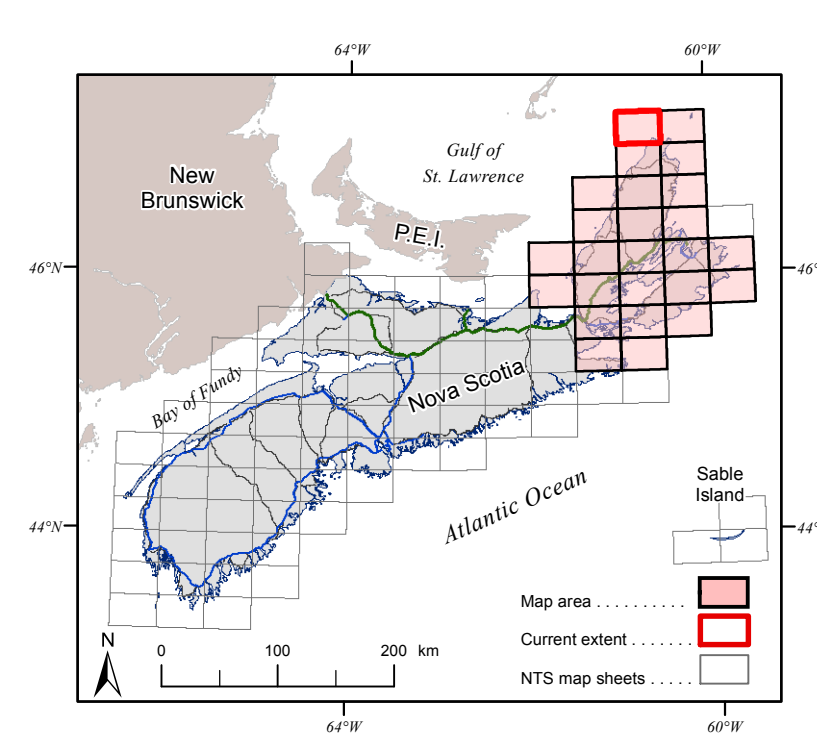 64°W
60°W
Gulf of
St. Lawrence
New
Brunswick
P.E.I.
46°N
46°
Nova Scotia
Bay of Fundy
Sable
Island
Atlantic Ocean
44°N
44°
Map area . . . . . . . . . .
Current extent . . . . . . .
NTS map sheets . . . . .
N
0 100 200 km
64°W
60°W